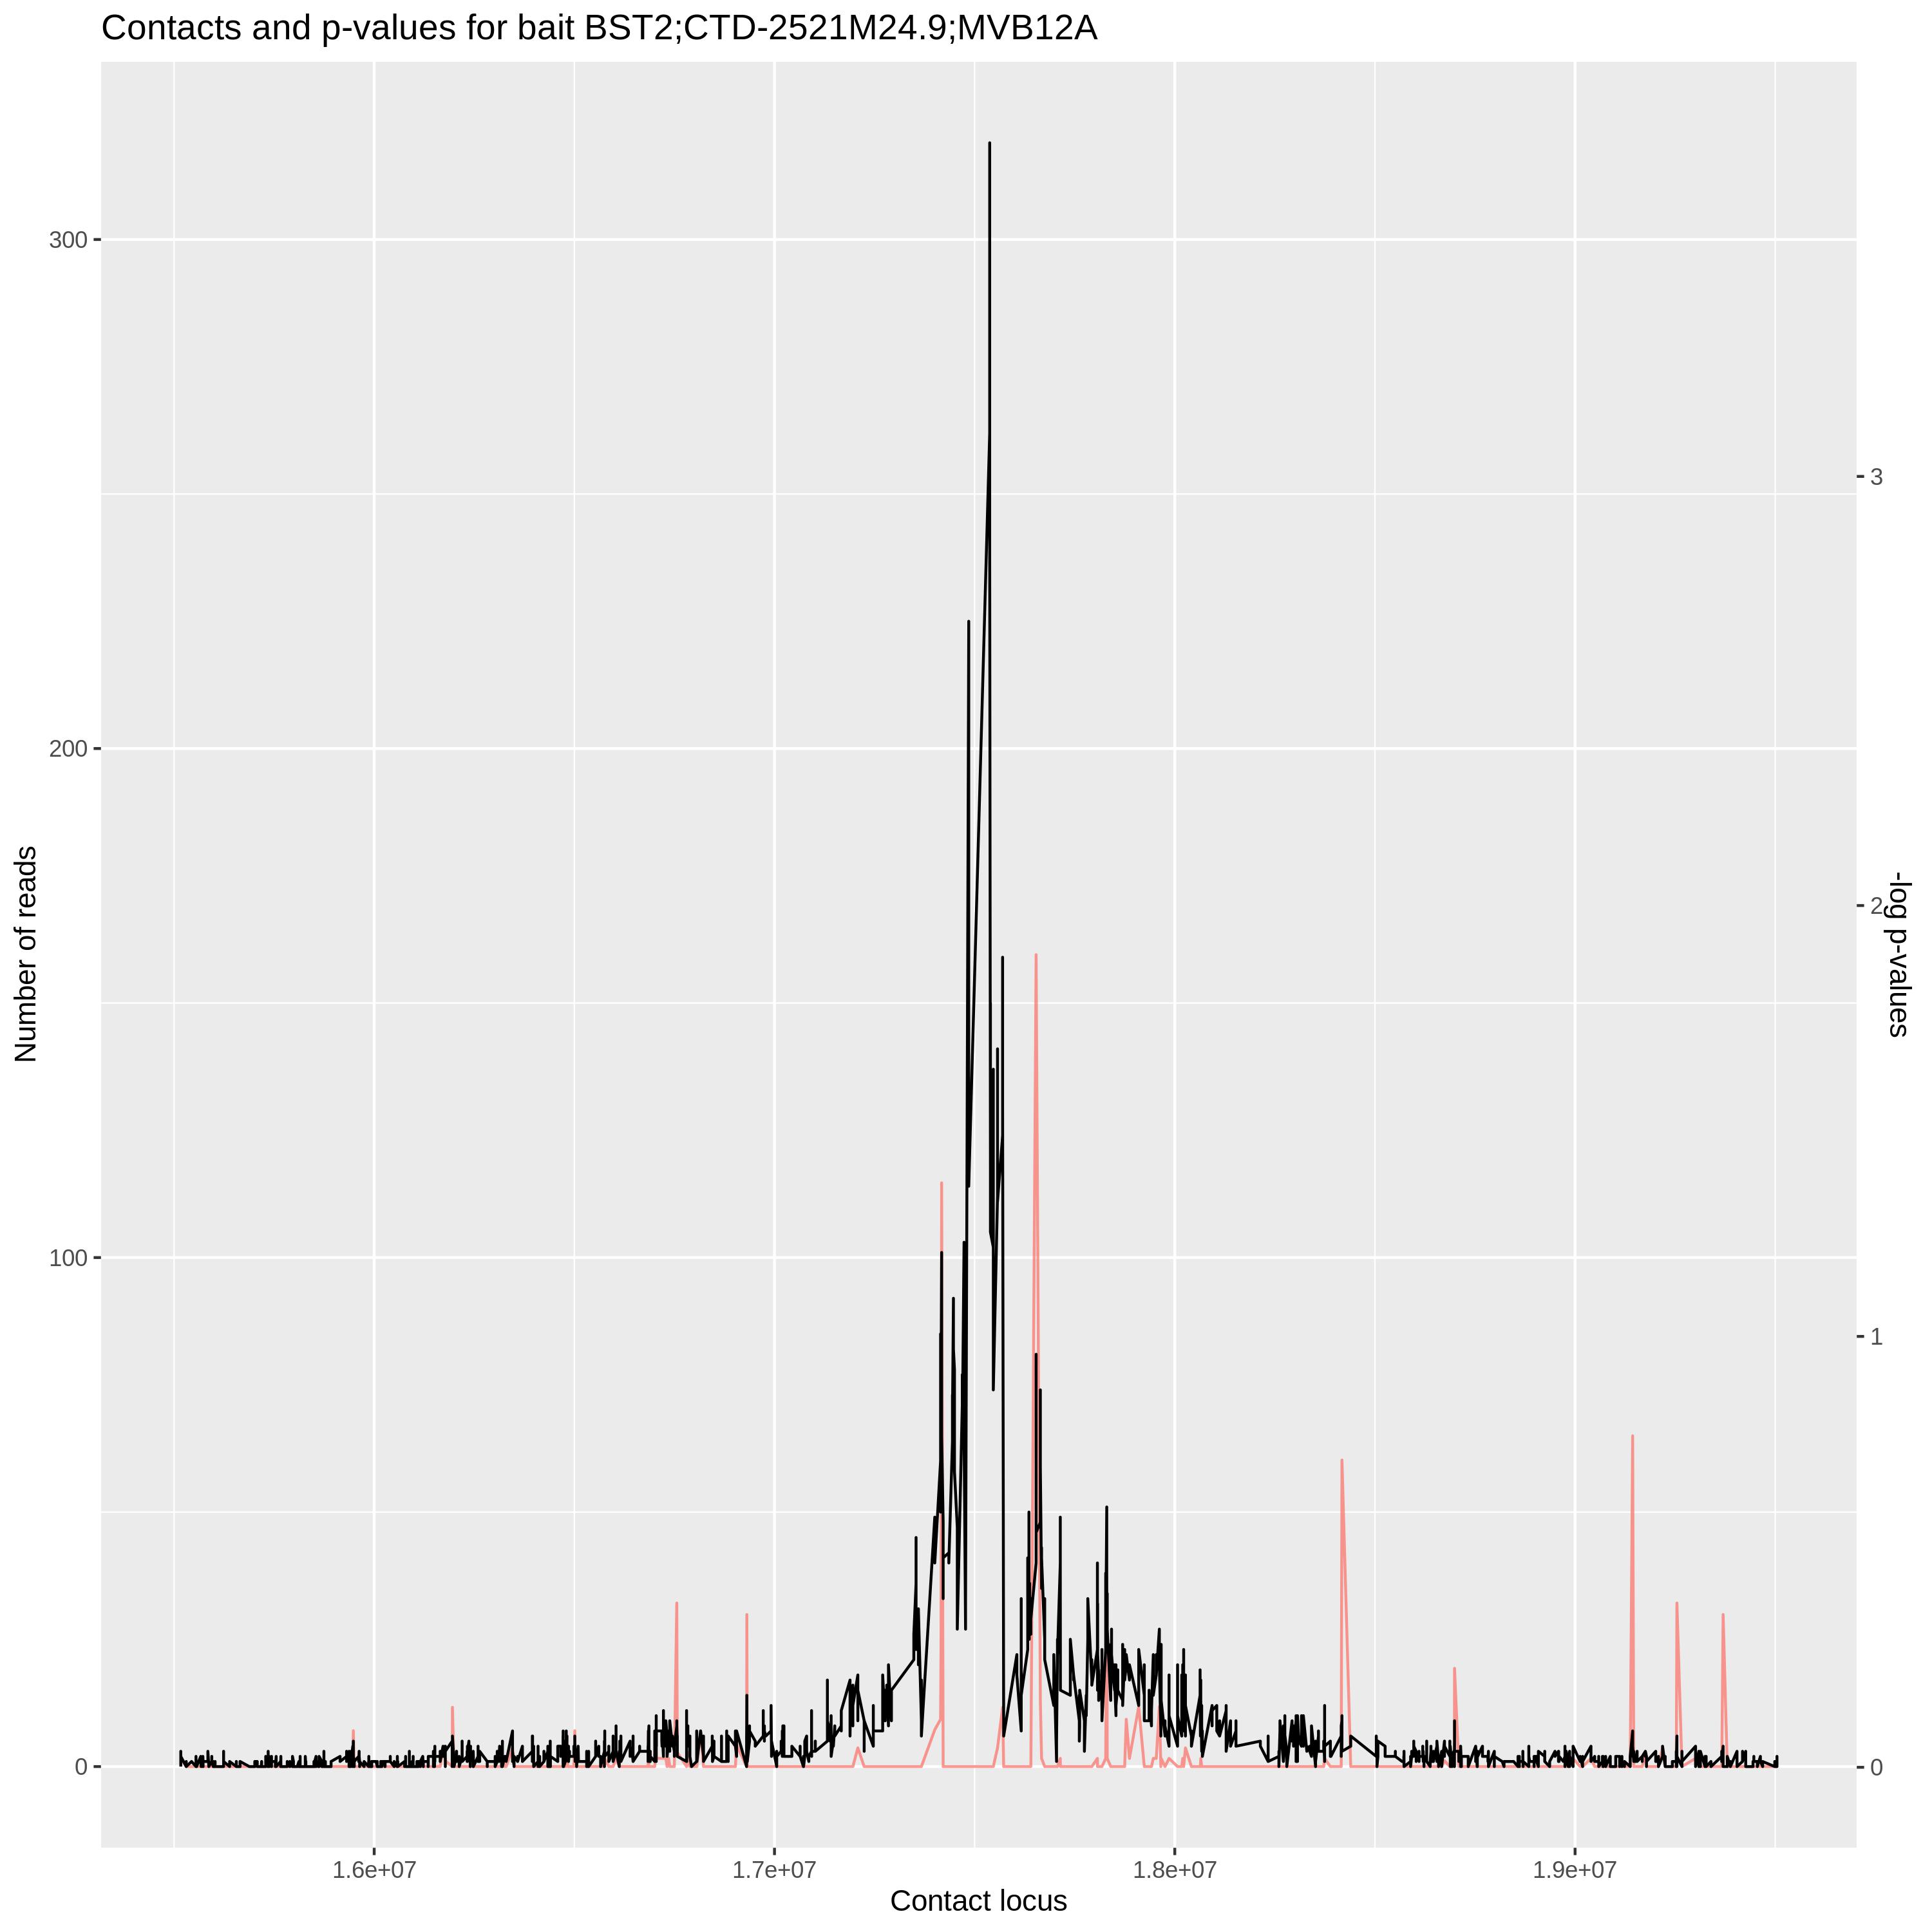 Contacts and p-values for bait BST2;CTD-2521M24.9;MVB12A
Number of reads
300
200
100
0
3
2
1
0
-log p-values
1.6e+07 1.7e+07 1.8e+07 1.9e+07
Contact locus